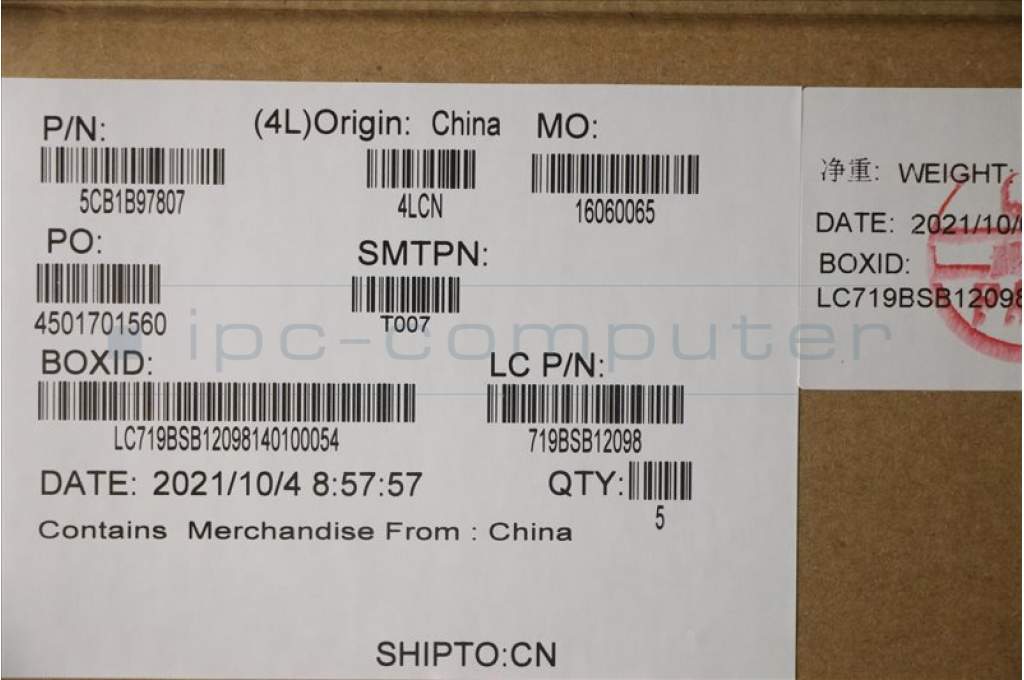 P/N: (4L)Origin: China MO:
5CB1B97807 4LCN 16060065
PO: SMTPN:
4501701560 T007
BOXID: LC P/N:
LC719BSB12098140100054 719BSB12098
DATE: 2021/10/4 8:57:57 QTY:
5
Contains Merchandise From : China
SHIPTO:CN
净重: WEIGHT:
DATE: 2021/10/
BOXID:
LC719BSB12098
ipc-computer